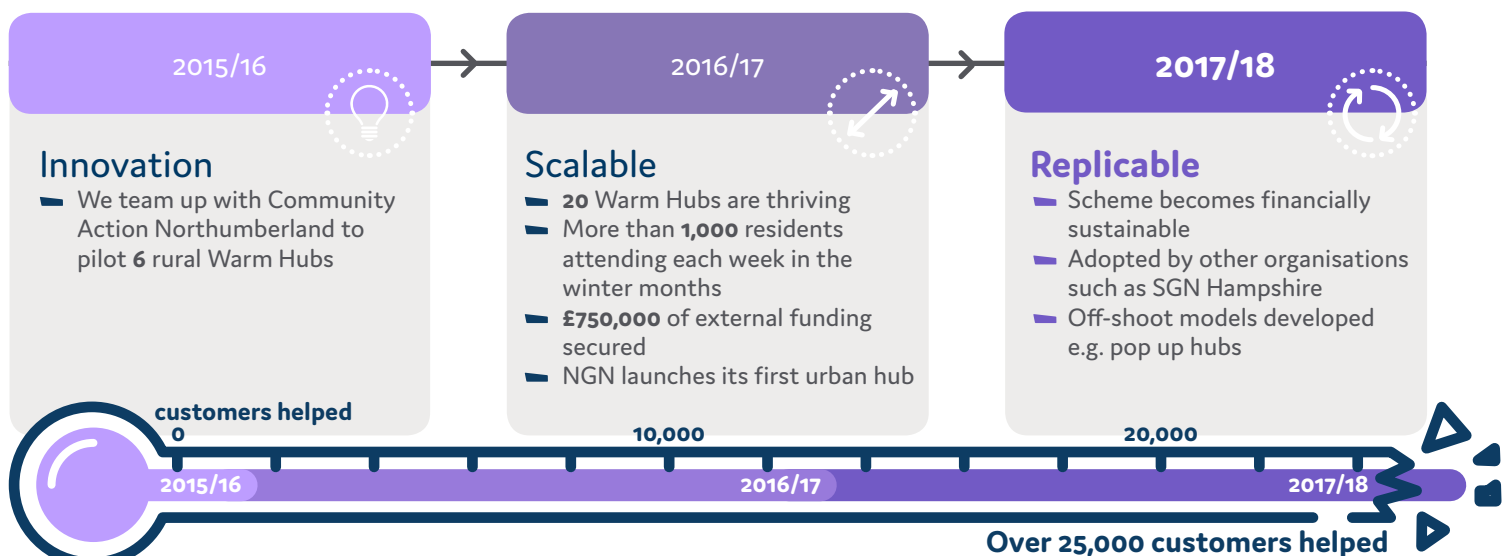 2015/16
Innovation
We team up with Community
Action Northumberland to
pilot 6 rural Warm Hubs
2016/17
Scalable
20 Warm Hubs are thriving
More than 1,000 residents
attending each week in the
winter months
£750,000 of external funding
secured
NGN launches its first urban hub
2017/18
Replicable
Scheme becomes financially
sustainable
Adopted by other organisations
such as SGN Hampshire
Off-shoot models developed
e.g. pop up hubs
customers helped
0
10,000
20,000
2015/16
2016/17
2017/18
Over 25,000 customers helped